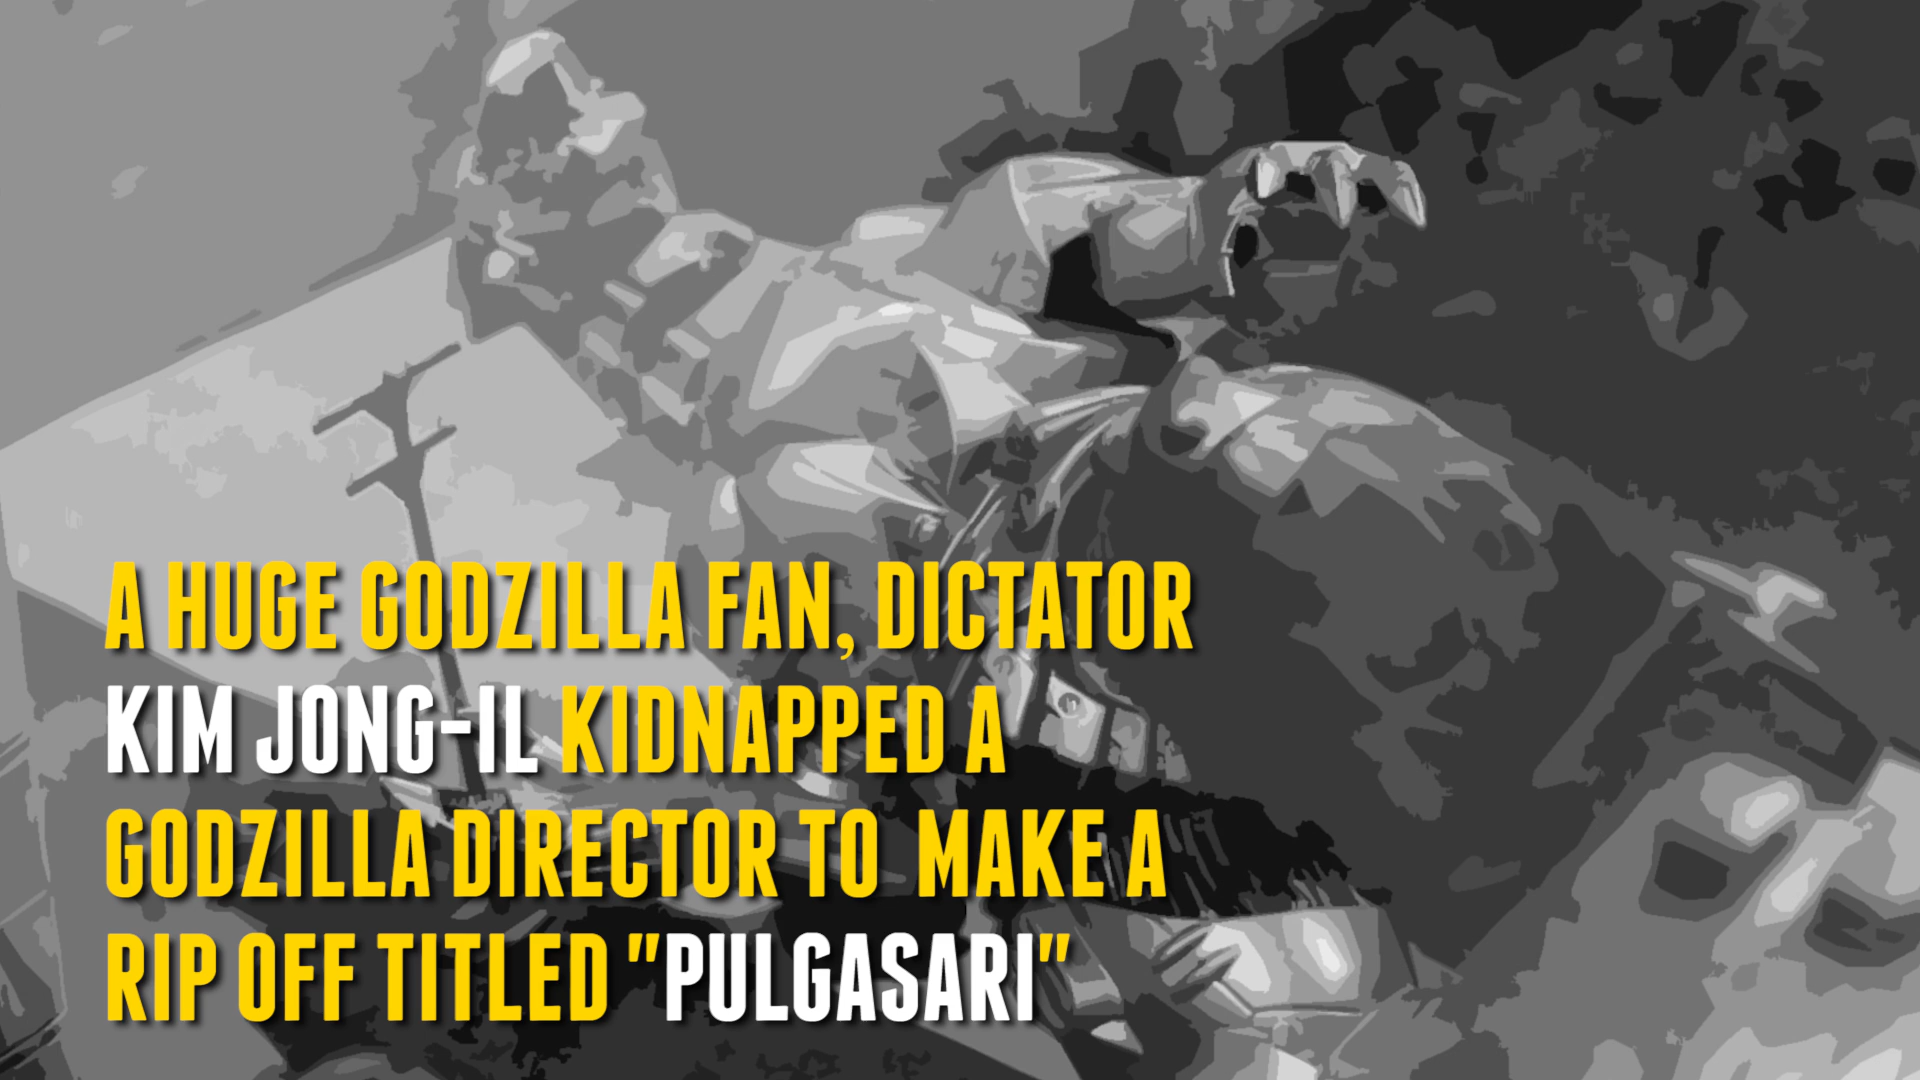 A HUGE GODZILLA FAN, DICTATOR
KIM JONG-IL KIDNAPPED A
GODZILLA DIRECTOR TO MAKE A
RIP OFF TITLED "PULGASARI"